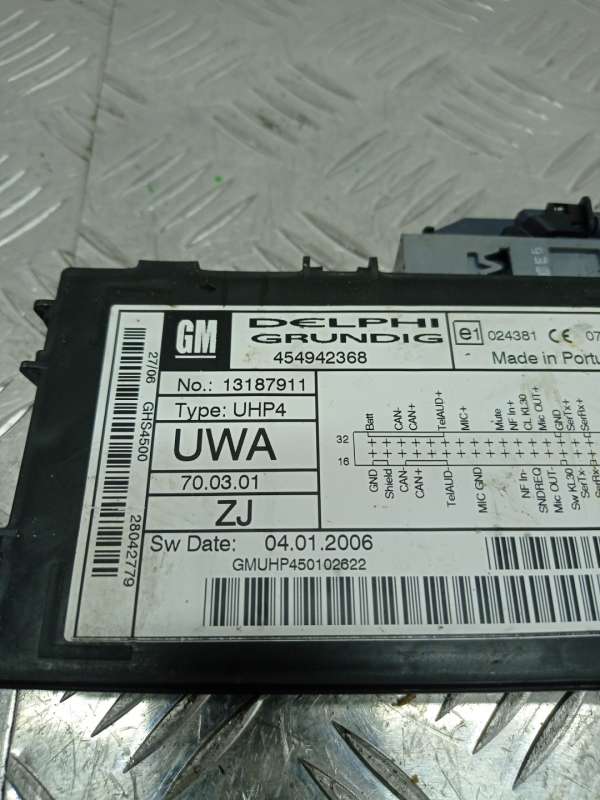 GM
DELPHI
GRUNDIG
454942368
e1 024381 CE 07
Made in Portu
No.: 13187911
Type: UHP4
UWA
70.03.01
ZJ
Sw Date: 04.01.2006
GMUHP450102622
27/06 GHS4500 28042779
32
16
Batt
CAN-
CAN+
TelAUD+
MIC+
Mute
NF In+
CL KL30
Mic OUT+
GND
SerTx+
SerRx+
GND
Shield
CAN-
CAN+
TelAUD-
MIC GND
NF In-
SNDREQ
Mic OUT-
Sw KL30
SerTx-
SerRx-